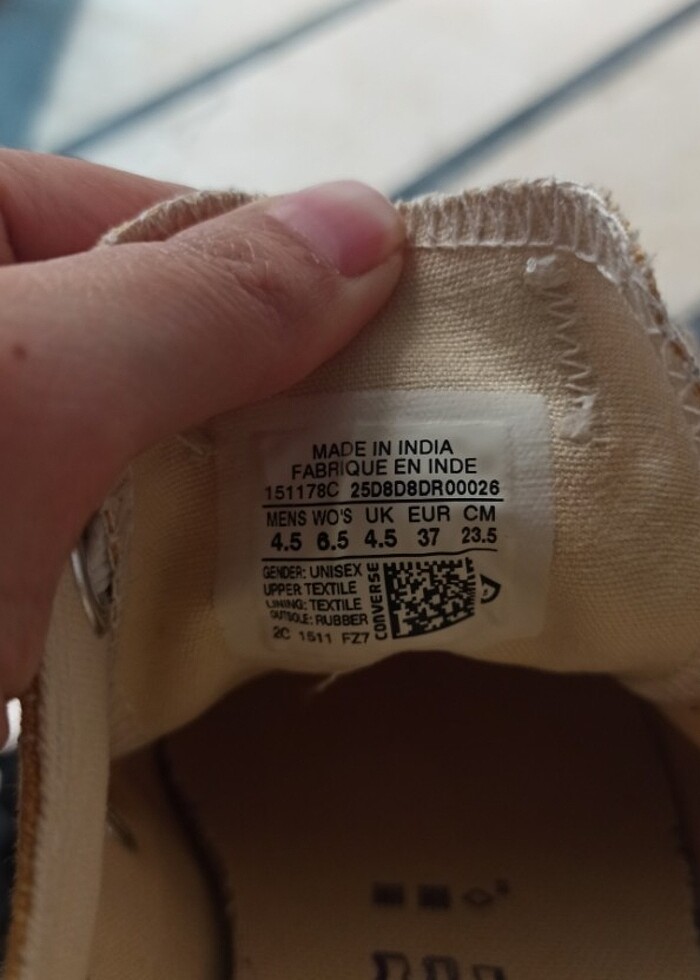 MADE IN INDIA
FABRIQUE EN INDE
151178C 25D8D8DR00026
MENS WO'S UK EUR CM
4.5 6.5 4.5 37 23.5
GENDER: UNISEX
UPPER TEXTILE
LINING: TEXTILE
OUTSOLE: RUBBER
2C 1511 FZ7
CONVERSE